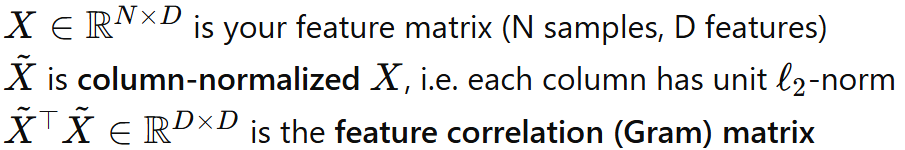 X ∈ ℝ^{N×D} is your feature matrix (N samples, D features)
X̃ is column-normalized X, i.e. each column has unit ℓ₂-norm
X̃^⊤X̃ ∈ ℝ^{D×D} is the feature correlation (Gram) matrix